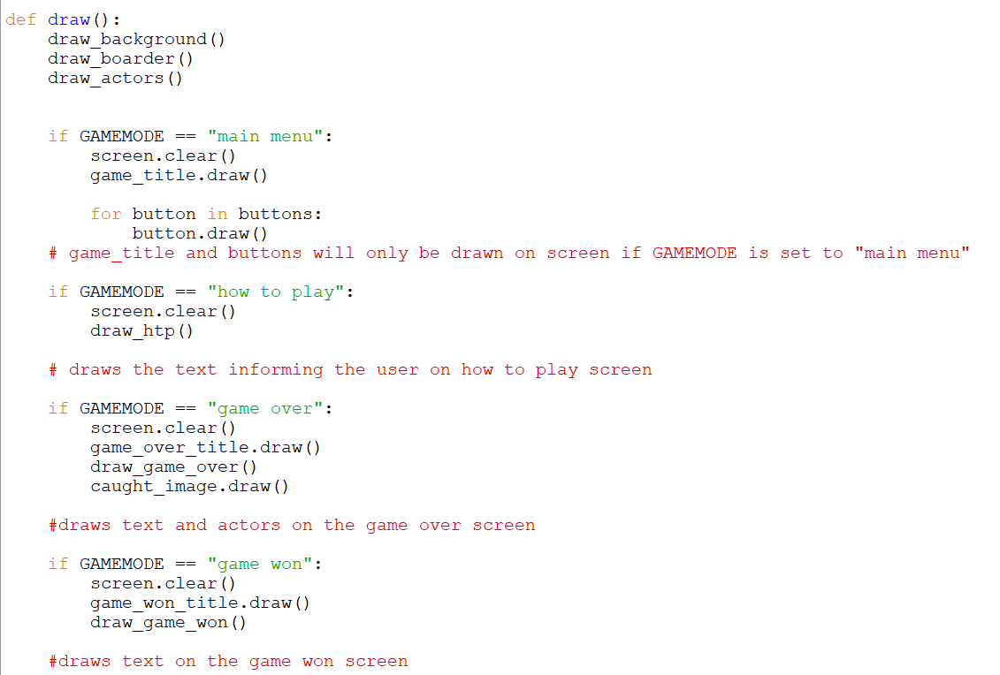 def draw():
    draw_background()
    draw_boarder()
    draw_actors()
    if GAMEMODE == "main menu":
        screen.clear()
        game_title.draw()
        for button in buttons:
            button.draw()
    # game_title and buttons will only be drawn on screen if GAMEMODE is set to "main menu"
    if GAMEMODE == "how to play":
        screen.clear()
        draw_htp()
    # draws the text informing the user on how to play screen
    if GAMEMODE == "game over":
        screen.clear()
        game_over_title.draw()
        draw_game_over()
        caught_image.draw()
    #draws text and actors on the game over screen
    if GAMEMODE == "game won":
        screen.clear()
        game_won_title.draw()
        draw_game_won()
    #draws text on the game won screen